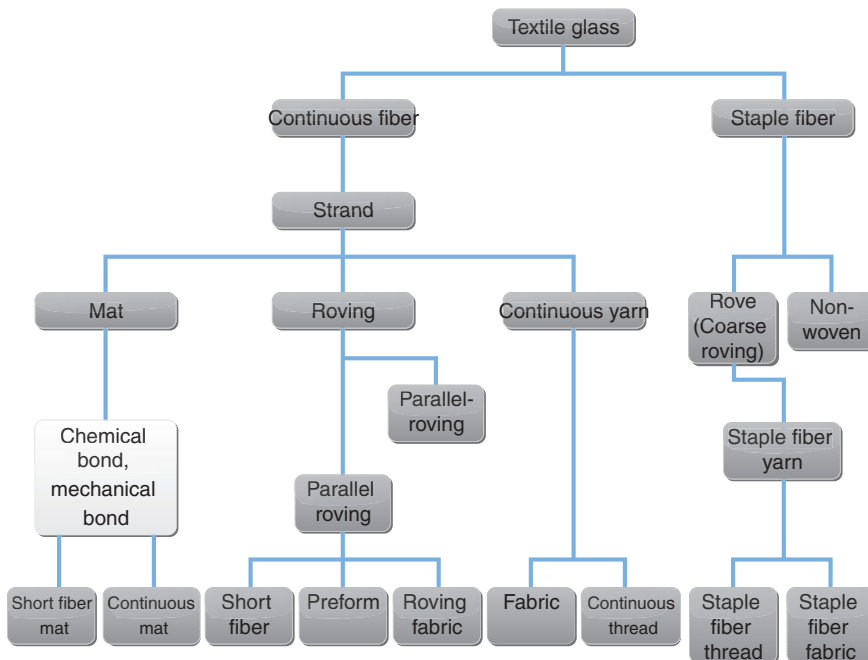 Textile glass
Continuous fiber
Staple fiber
Strand
Mat
Roving
Continuous yarn
Rove
(Coarse
roving)
Non-
woven
Parallel-
roving
Chemical
bond,
mechanical
bond
Staple fiber
yarn
Parallel
roving
Short fiber
mat
Continuous
mat
Short
fiber
Preform
Roving
fabric
Fabric
Continuous
thread
Staple
fiber
thread
Staple
fiber
fabric